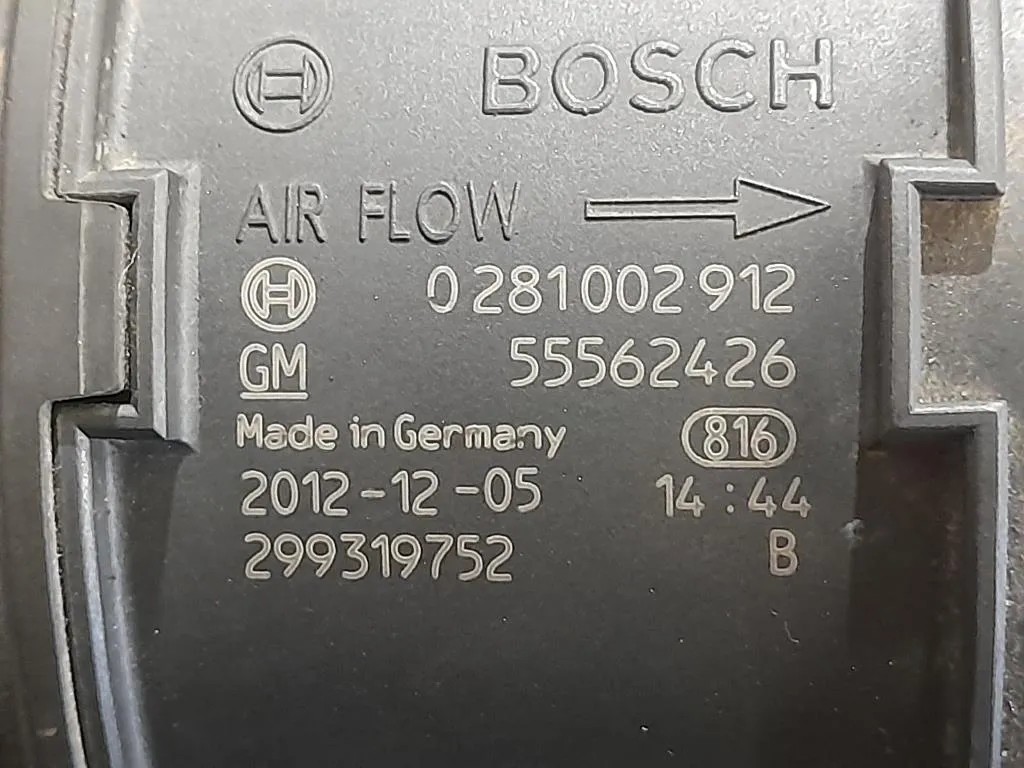 BOSCH
AIR FLOW
0 281 002 912
GM 55562426
Made in Germany 816
2012-12-05 14:44
299319752 B